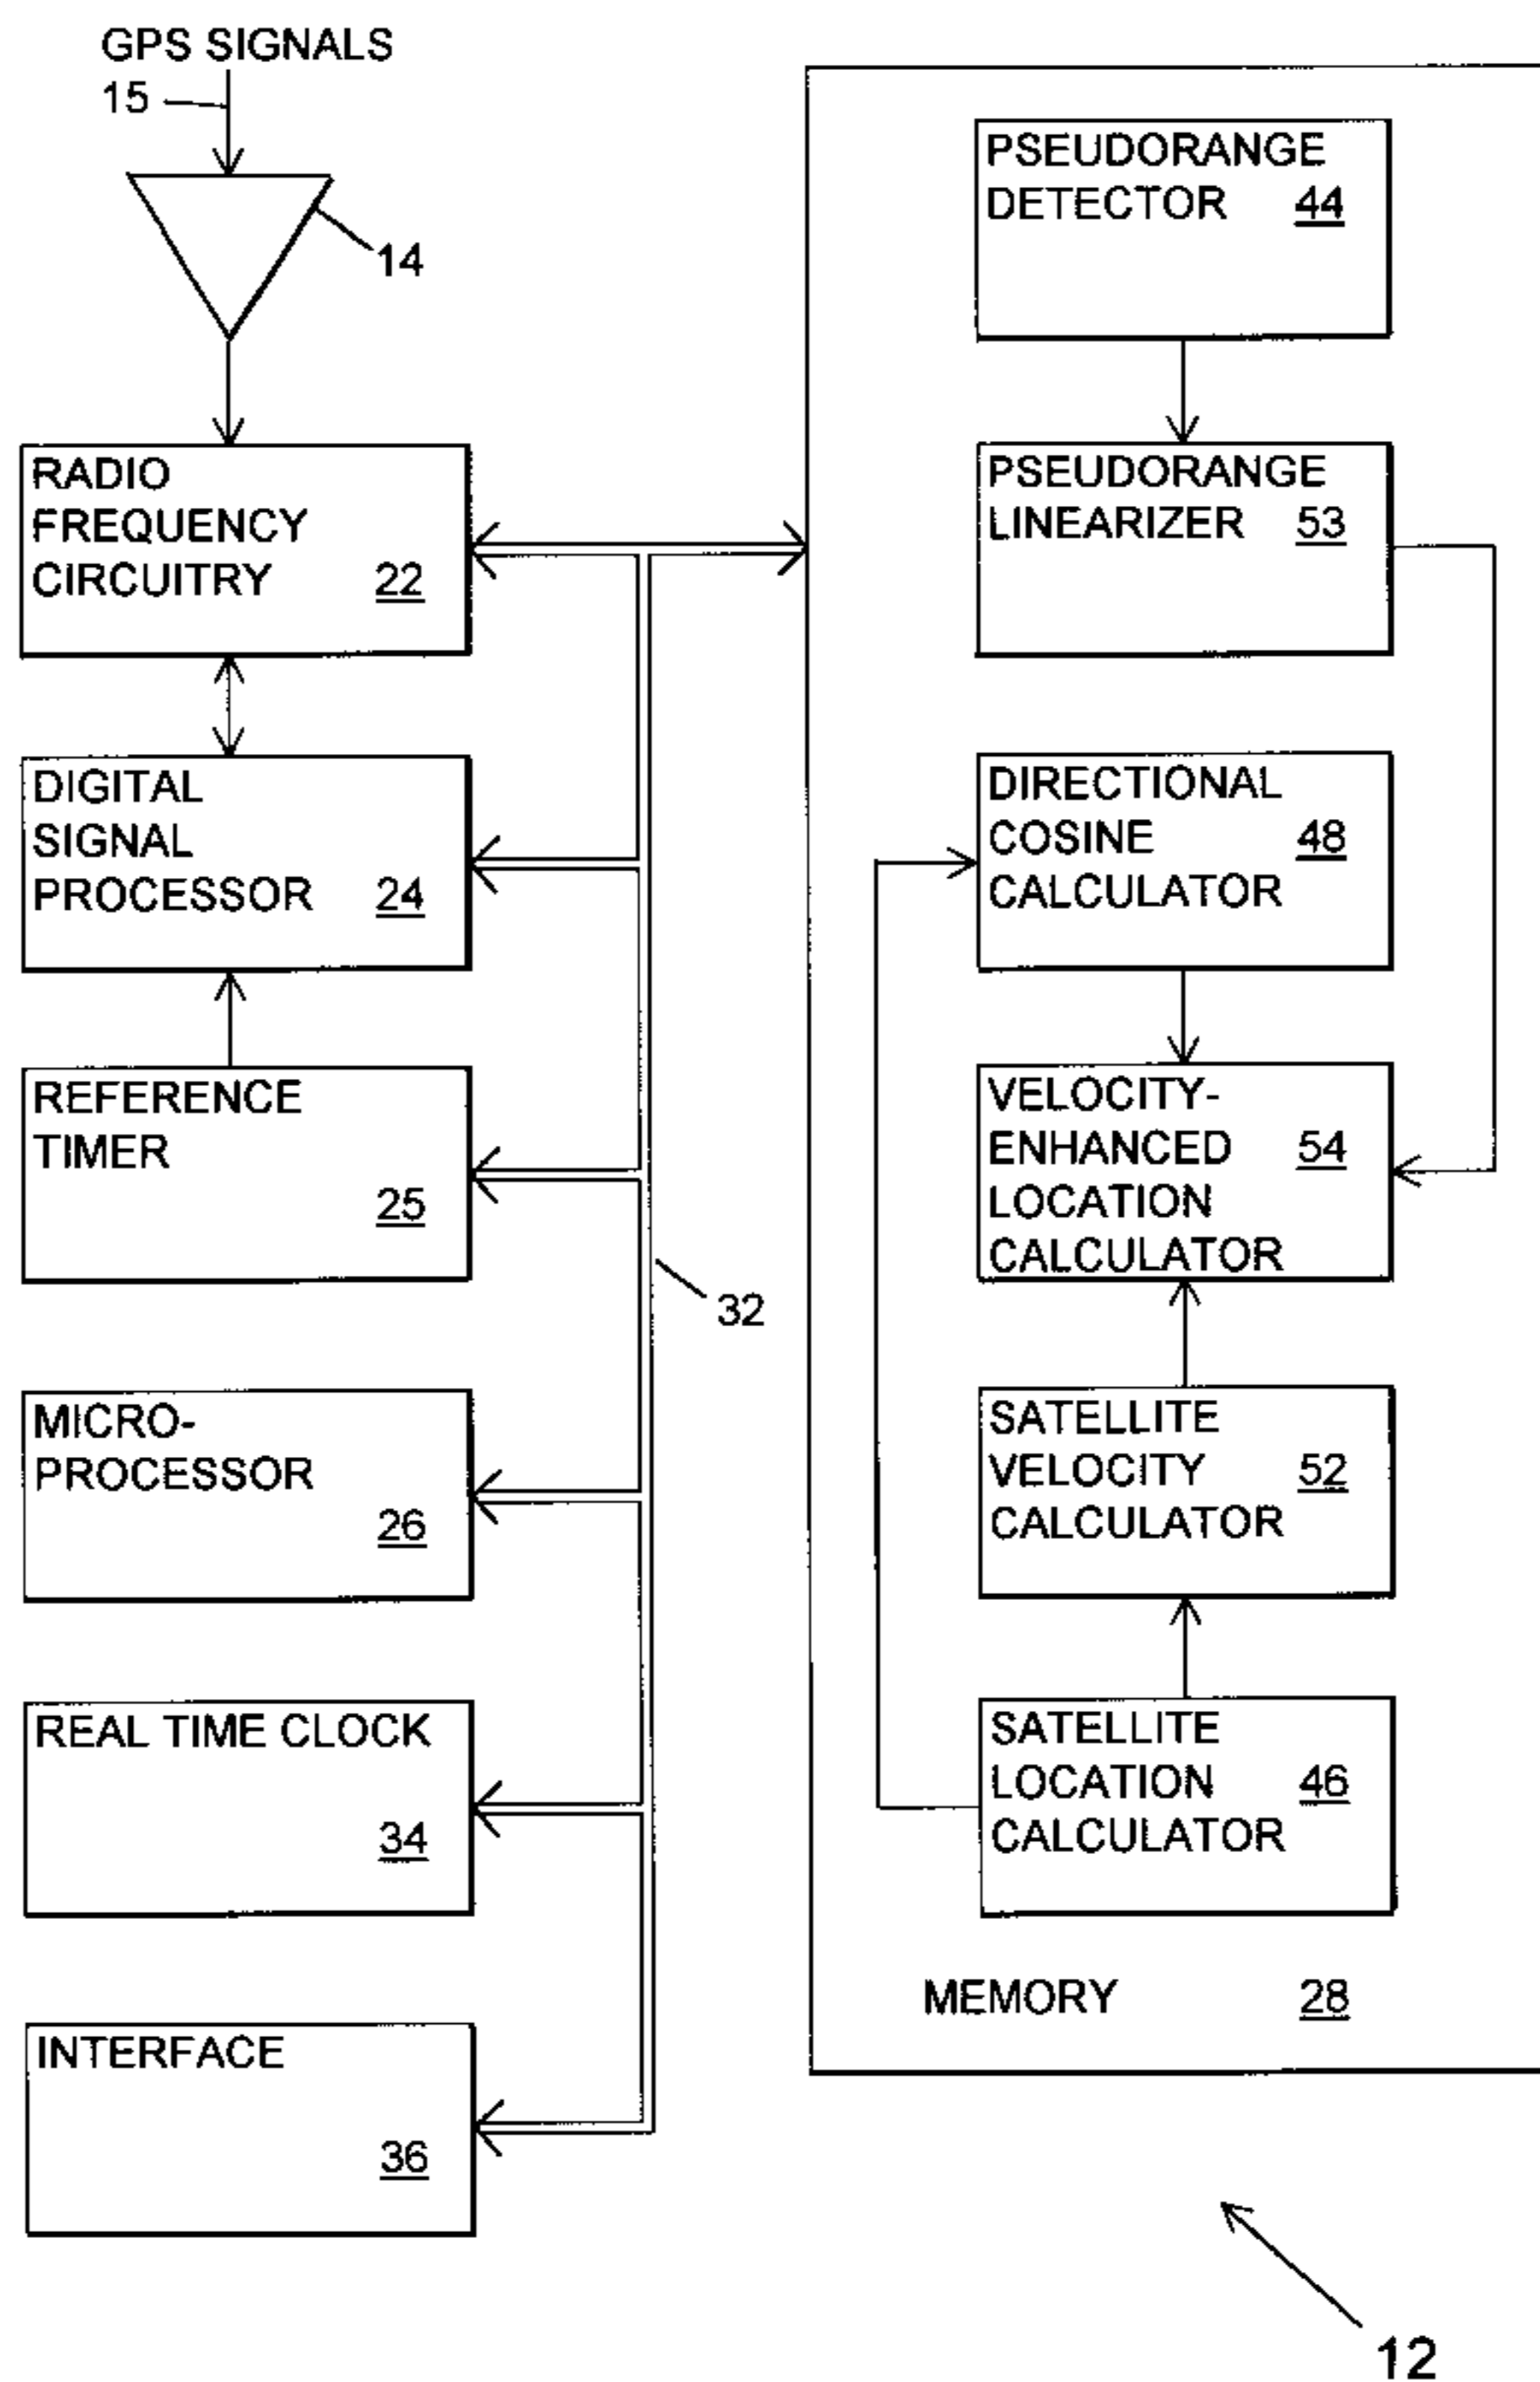 GPS SIGNALS
15
14
RADIO
FREQUENCY
CIRCUITRY 22
DIGITAL
SIGNAL
PROCESSOR 24
REFERENCE
TIMER
25
MICRO-
PROCESSOR
26
REAL TIME CLOCK
34
INTERFACE
36
32
PSEUDORANGE
DETECTOR 44
PSEUDORANGE
LINEARIZER 53
DIRECTIONAL
COSINE 48
CALCULATOR
VELOCITY-
ENHANCED 54
LOCATION
CALCULATOR
SATELLITE
VELOCITY 52
CALCULATOR
SATELLITE
LOCATION 46
CALCULATOR
MEMORY 28
12